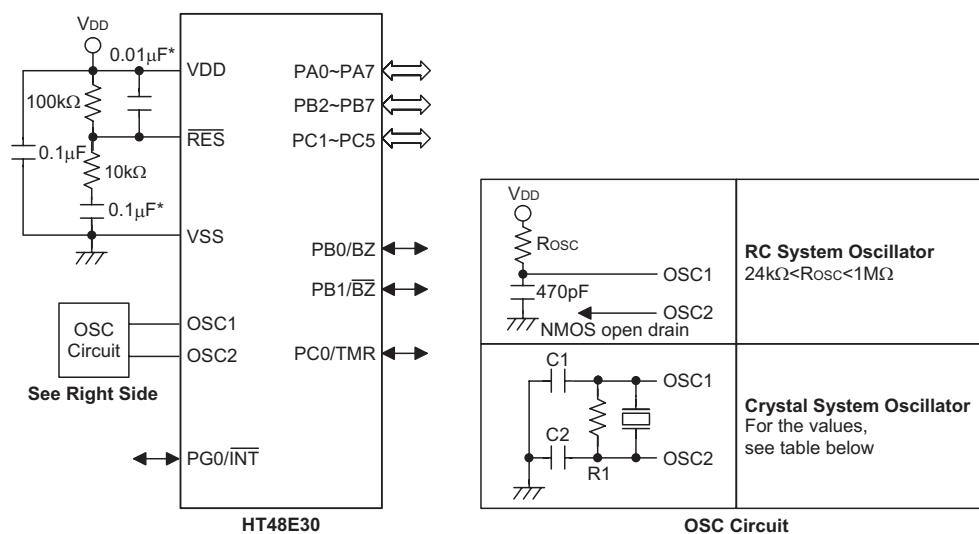 VDD
0.01μF*
VDD
PA0~PA7
100kΩ
PB2~PB7
RES
PC1~PC5
0.1μF
10kΩ
0.1μF*
VSS
PB0/BZ
PB1/BZ
OSC
Circuit
OSC1
OSC2
PC0/TMR
See Right Side
PG0/INT
HT48E30
VDD
ROSC
OSC1
470pF
OSC2
NMOS open drain
RC System Oscillator
24kΩ<ROSC<1MΩ
C1
OSC1
C2
OSC2
R1
Crystal System Oscillator
For the values,
see table below
OSC Circuit